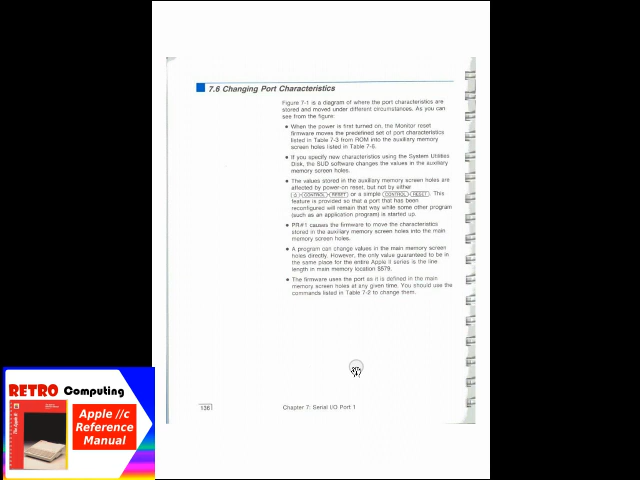 7.6 Changing Port Characteristics
Figure 7-1 is a diagram of where the port characteristics are
stored and moved under different circumstances. As you can
see from the figure:
● When the power is first turned on, the Monitor reset
firmware moves the predefined set of port characteristics
listed in Table 7-3 from ROM into the auxiliary memory
screen holes listed in Table 7-5.
● If you specify new characteristics using the System Utilities
Disk, the SUD software changes the values in the auxiliary
memory screen holes.
● The values stored in the auxiliary memory screen holes are
affected by power-on reset, but not by either
-CONTROL-RESET or a simple CONTROL-RESET. This
feature is provided so that a port that has been
reconfigured will remain that way while some other program
(such as an application program) is started up.
● PR#1 causes the firmware to move the characteristics
stored in the auxiliary memory screen holes into the main
memory screen holes.
● A program can change values in the main memory screen
holes directly. However, the only value guaranteed to be in
the same place for the entire Apple II series is the line
length in main memory location $579.
● The firmware uses the port as it is defined in the main
memory screen holes at any given time. You should use the
commands listed in Table 7-2 to change them.
136
Chapter 7: Serial I/O Port 1
RETRO Computing
Apple //c
Reference
Manual